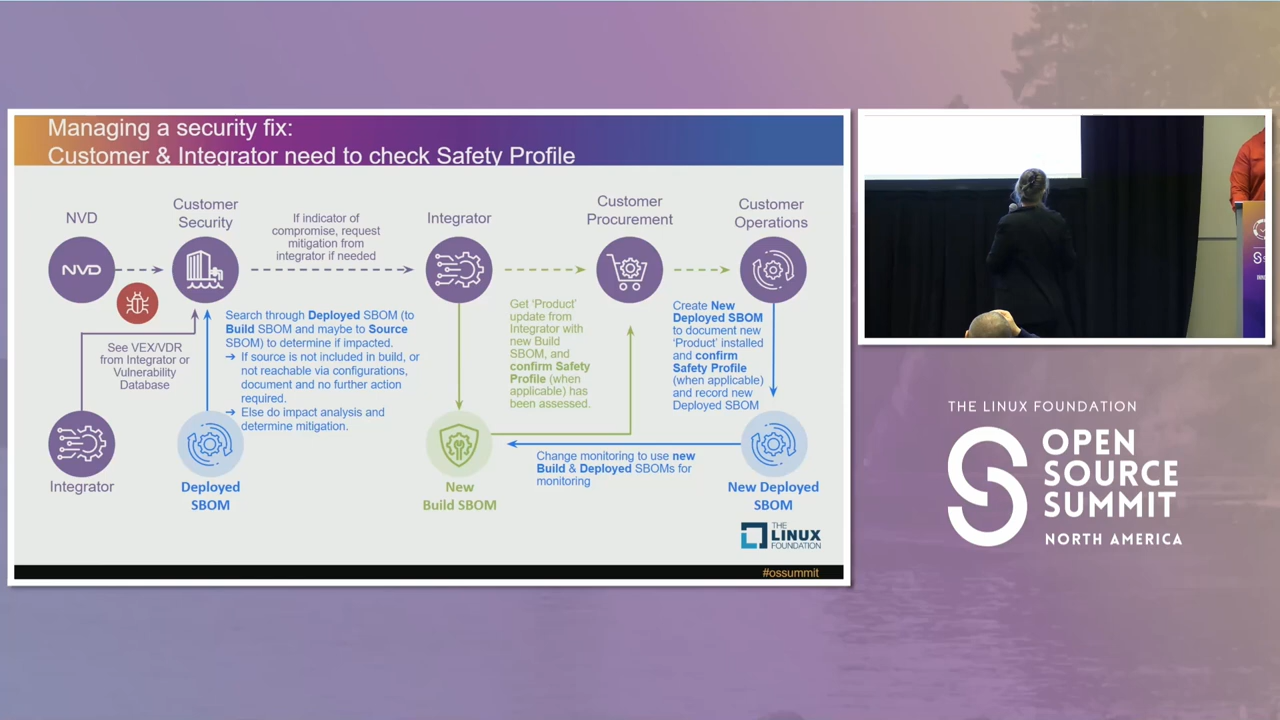 Managing a security fix:
Customer & Integrator need to check Safety Profile
NVD
Customer
Security
If indicator of
compromise, request
mitigation from
integrator if needed
Integrator
Customer
Procurement
Customer
Operations
NVD
See VEX/VDR
from Integrator or
Vulnerability
Database
Search through Deployed SBOM (to
Build SBOM and maybe to Source
SBOM) to determine if impacted.
➔ If source is not included in build, or
not reachable via configurations,
document and no further action
required.
➔ Else do impact analysis and
determine mitigation.
Get ‘Product’
update from
Integrator with
new Build
SBOM, and
confirm Safety
Profile (when
applicable) has
been assessed.
Create New
Deployed SBOM
to document new
‘Product’ installed
and confirm
Safety Profile
(when applicable)
and record new
Deployed SBOM
Change monitoring to use new
Build & Deployed SBOMs for
monitoring
Integrator
Deployed
SBOM
New
Build SBOM
New Deployed
SBOM
THE
LINUX
FOUNDATION
#ossummit
THE LINUX FOUNDATION
OPEN
SOURCE
SUMMIT
NORTH AMERICA